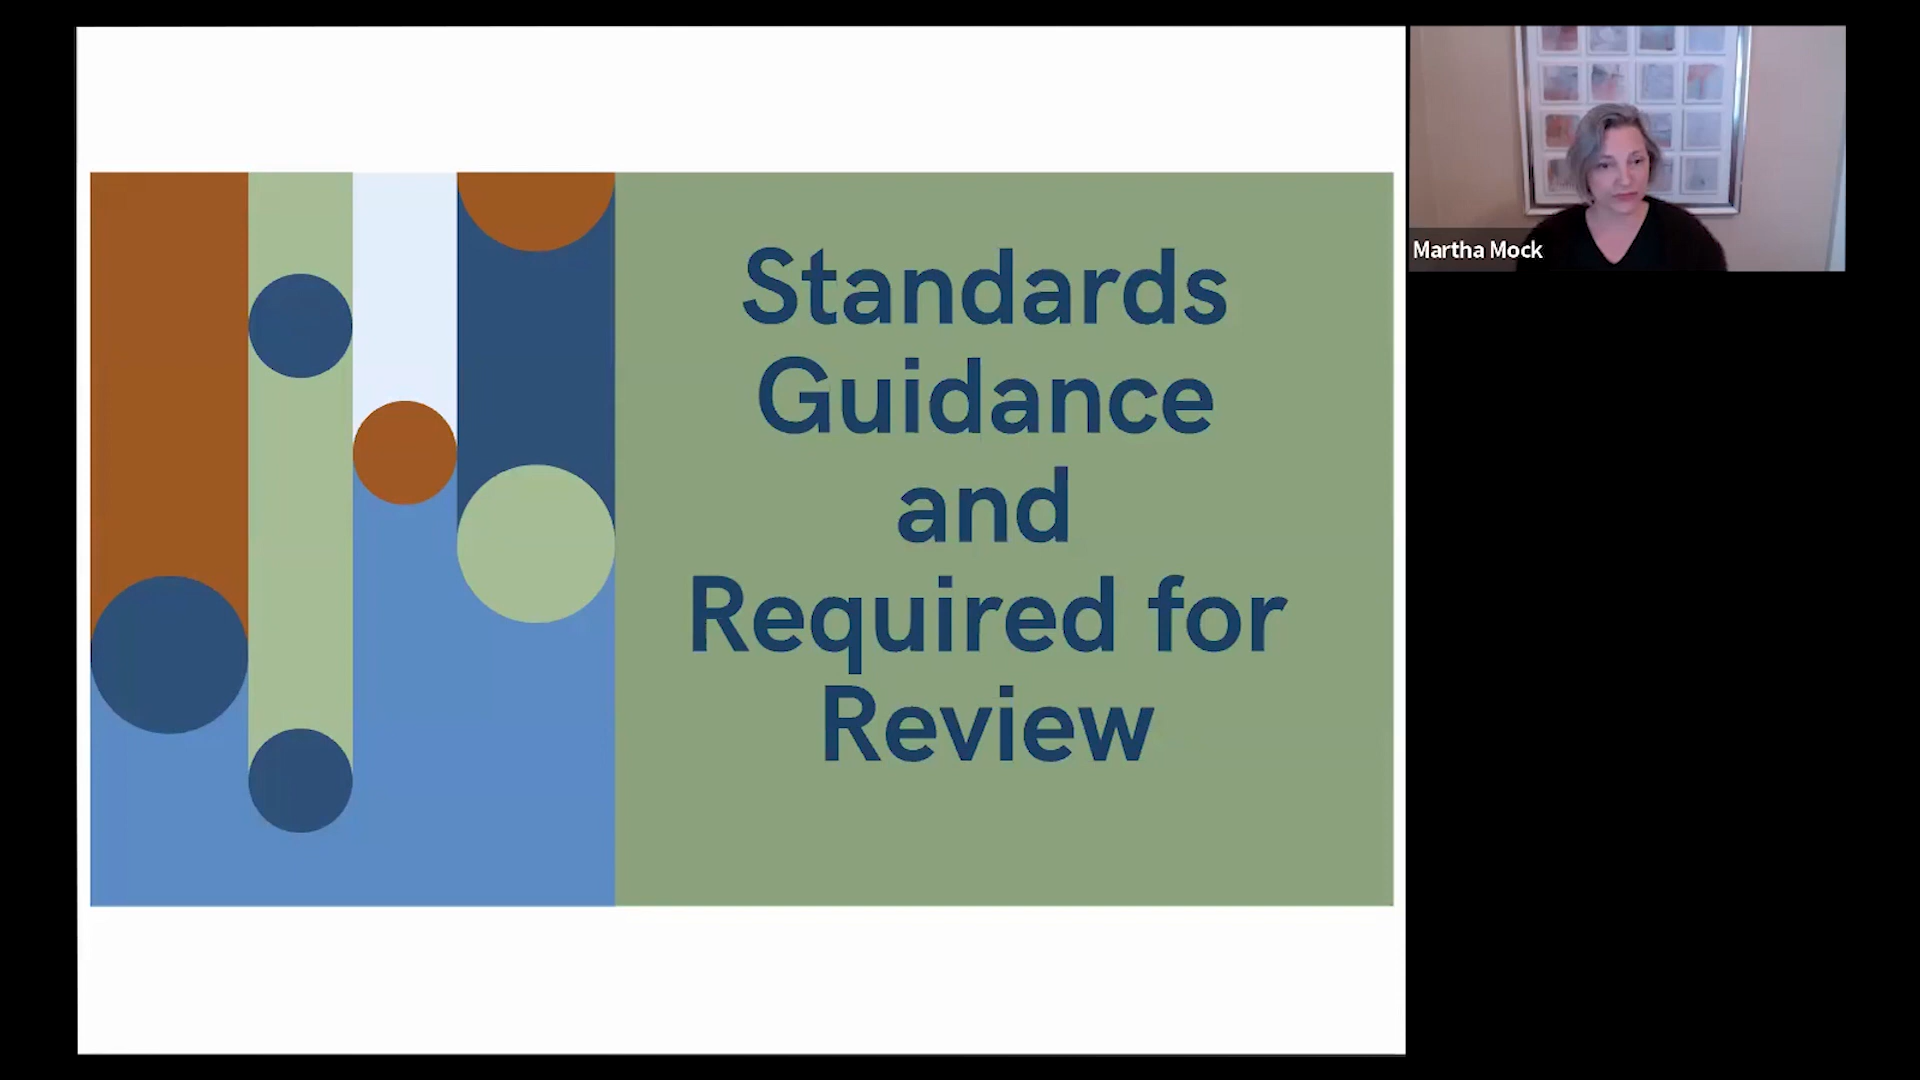 Standards
Guidance
and
Required for
Review
Martha Mock